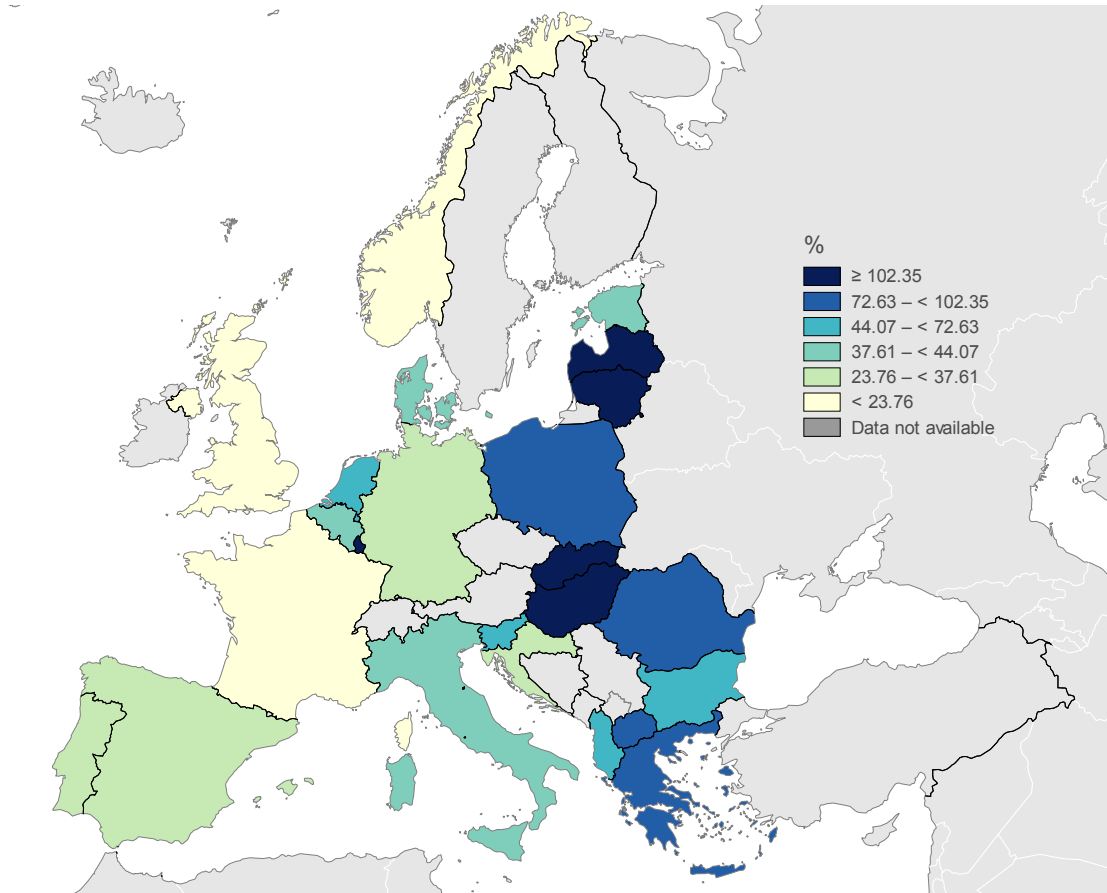 %
≥ 102.35
72.63 – < 102.35
44.07 – < 72.63
37.61 – < 44.07
23.76 – < 37.61
< 23.76
Data not available